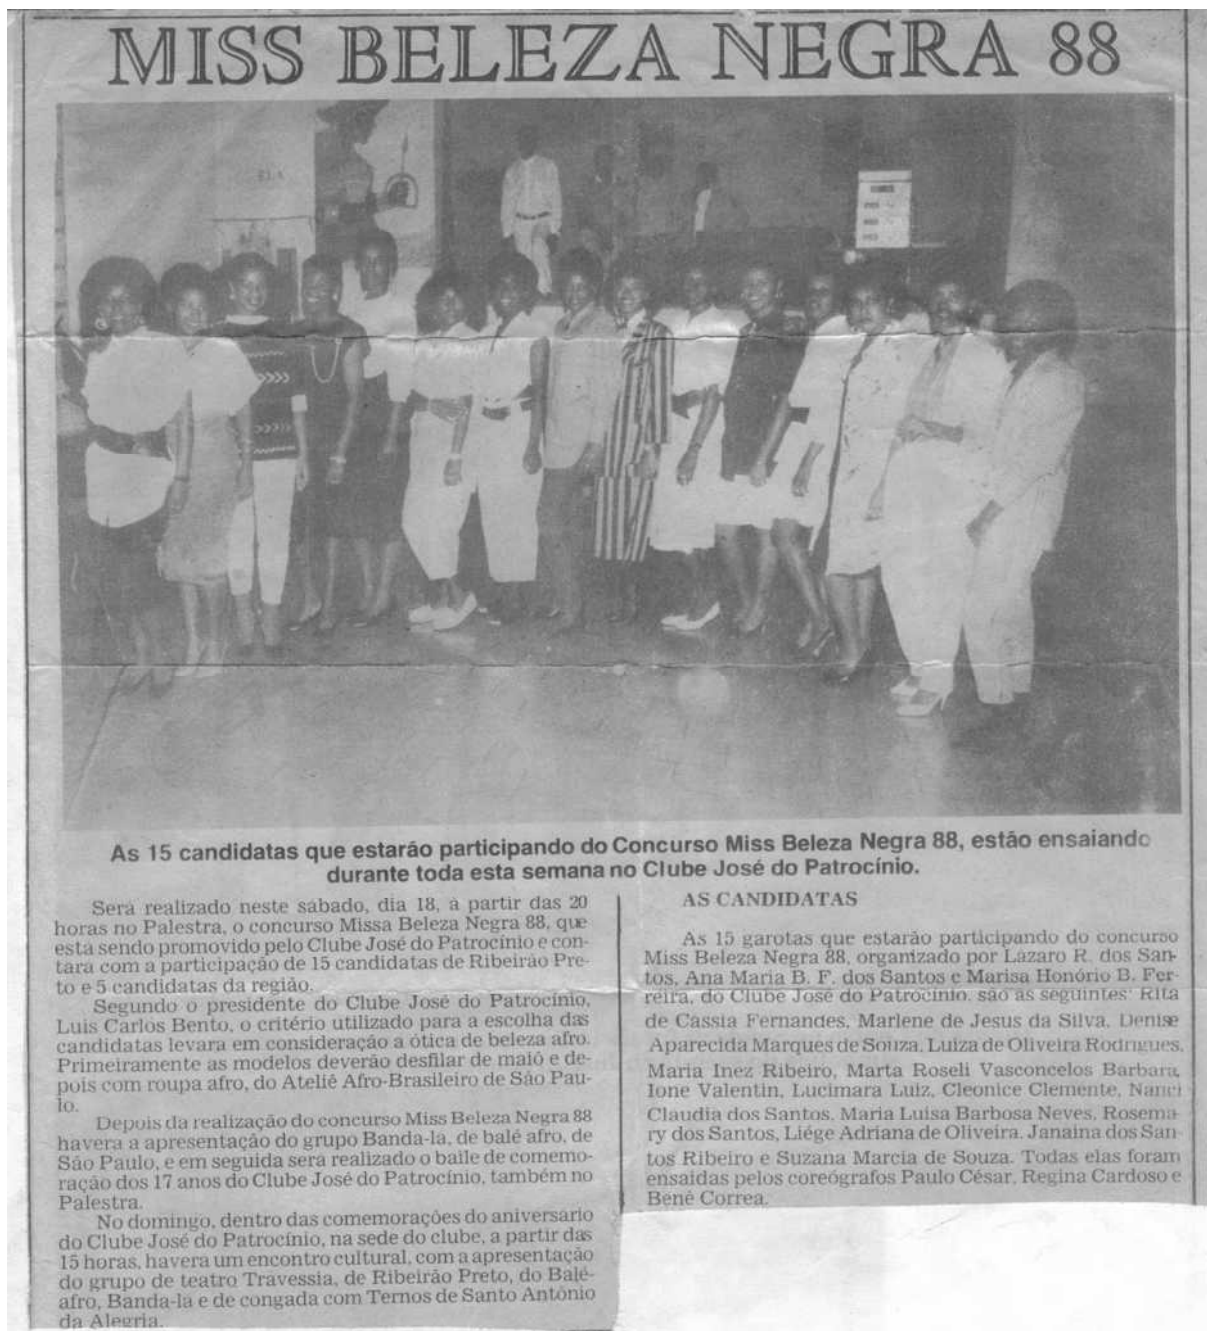 MISS BELEZA NEGRA 88
As 15 candidatas que estarão participando do Concurso Miss Beleza Negra 88, estão ensaiando
durante toda esta semana no Clube José do Patrocínio.
Sera realizado neste sábado, dia 18, a partir das 20
horas no Palestra, o concurso Missa Beleza Negra 88, que
esta sendo promovido pelo Clube José do Patrocínio e con-
tara com a participação de 15 candidatas de Ribeirão Pre-
to e 5 candidatas da região.
Segundo o presidente do Clube José do Patrocínio,
Luis Carlos Bento, o critério utilizado para a escolha das
candidatas levara em consideração a ótica de beleza afro.
Primeiramente as modelos deverão desfilar de maiô e de-
pois com roupa afro, do Ateliê Afro-Brasileiro de São Pau-
lo.
Depois da realização do concurso Miss Beleza Negra 88
havera a apresentação do grupo Banda-la, de balé afro, de
São Paulo, e em seguida sera realizado o baile de comemo-
ração dos 17 anos do Clube José do Patrocínio, também no
Palestra.
No domingo, dentro das comemorações do aniversario
do Clube José do Patrocínio, na sede do clube, a partir das
15 horas, havera um encontro cultural, com a apresentação
do grupo de teatro Travessia, de Ribeirão Preto, do Balé-
afro, Banda-la e de congada com Ternos de Santo Antônio
da Alegria.
AS CANDIDATAS
As 15 garotas que estarão participando do concurso
Miss Beleza Negra 88, organizado por Lázaro R. dos San-
tos, Ana Maria B. F. dos Santos e Marisa Honório B. Fer-
reira, do Clube José do Patrocínio, são as seguintes: Rita
de Cassia Fernandes, Marlene de Jesus da Silva, Denise
Aparecida Marques de Souza, Luiza de Oliveira Rodrigues,
Maria Inez Ribeiro, Marta Roseli Vasconcelos Barbara,
Ione Valentin, Lucimara Luiz, Cleonice Clemente, Nanci
Claudia dos Santos, Maria Luisa Barbosa Neves, Rosema-
ry dos Santos, Liége Adriana de Oliveira, Janaina dos San-
tos Ribeiro e Suzana Marcia de Souza. Todas elas foram
ensaidas pelos coreógrafos Paulo César, Regina Cardoso e
Bené Correa.